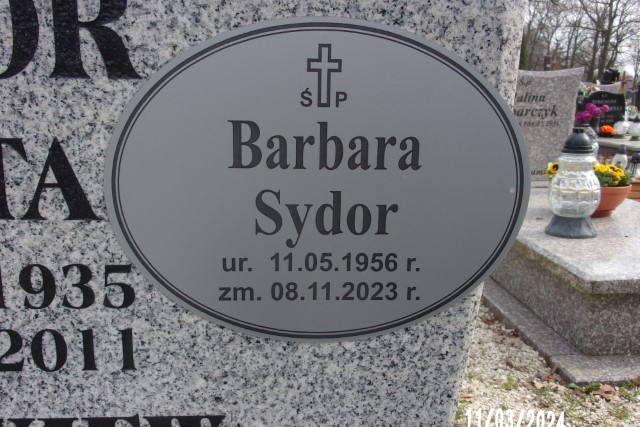 ŚP
Barbara
Sydor
ur. 11.05.1956 r.
zm. 08.11.2023 r.
OR
TA
1935
2011
11/03/2024